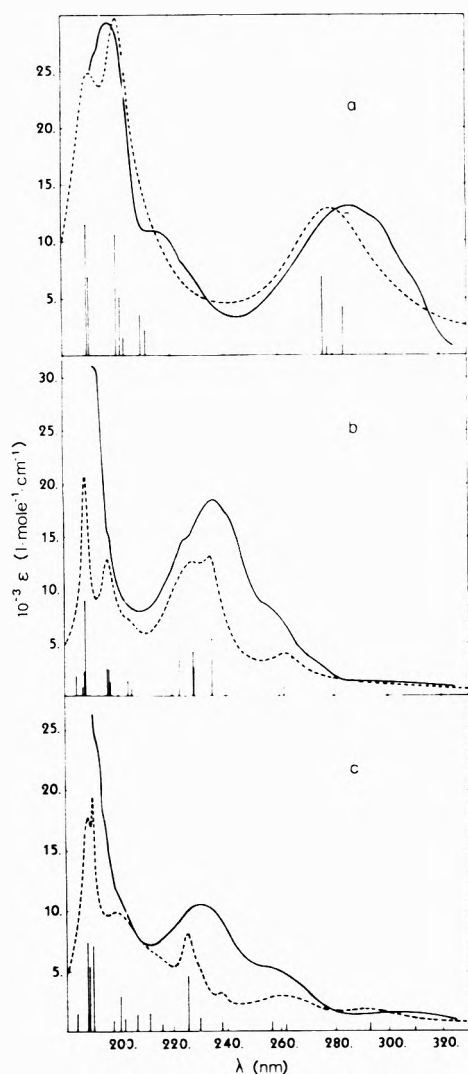 25.
a
20.
15.
10.
5.
30.
b
25.
20.
15.
10.
5.
10⁻³ ε (l·mole⁻¹·cm⁻¹)
25.
c
20.
15.
10.
5.
200. 220. 240. 260. 280. 300. 320.
λ (nm)